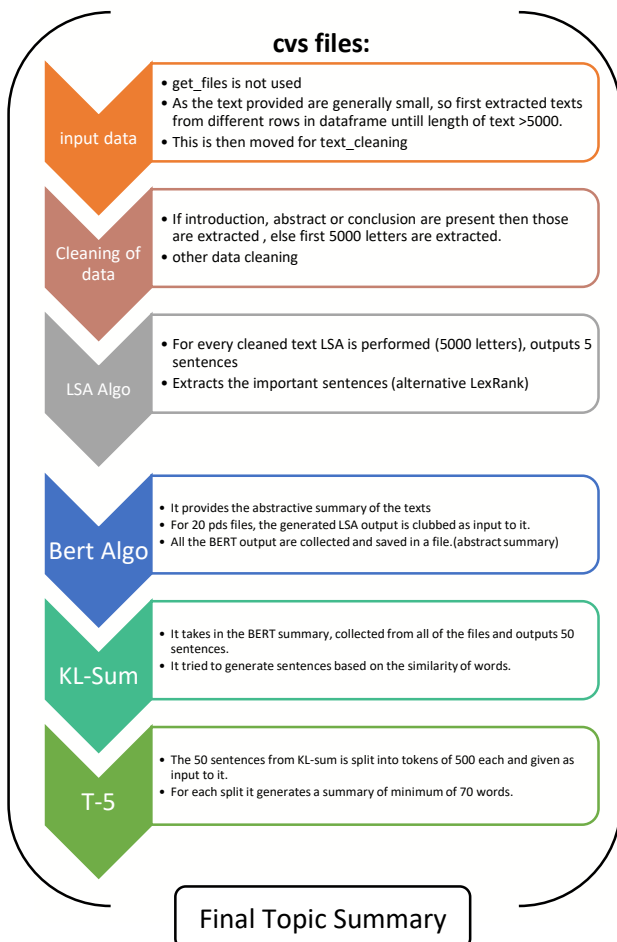 cvs files:
input data
• get_files is not used
• As the text provided are generally small, so first extracted texts
from different rows in dataframe untill length of text >5000.
• This is then moved for text_cleaning
Cleaning of
data
• If introduction, abstract or conclusion are present then those
are extracted , else first 5000 letters are extracted.
• other data cleaning
LSA Algo
• For every cleaned text LSA is performed (5000 letters), outputs 5
sentences
• Extracts the important sentences (alternative LexRank)
Bert Algo
• It provides the abstractive summary of the texts
• For 20 pds files, the generated LSA output is clubbed as input to it.
• All the BERT output are collected and saved in a file.(abstract summary)
KL-Sum
• It takes in the BERT summary, collected from all of the files and outputs 50
sentences.
• It tried to generate sentences based on the similarity of words.
T-5
• The 50 sentences from KL-sum is split into tokens of 500 each and given as
input to it.
• For each split it generates a summary of minimum of 70 words.
Final Topic Summary